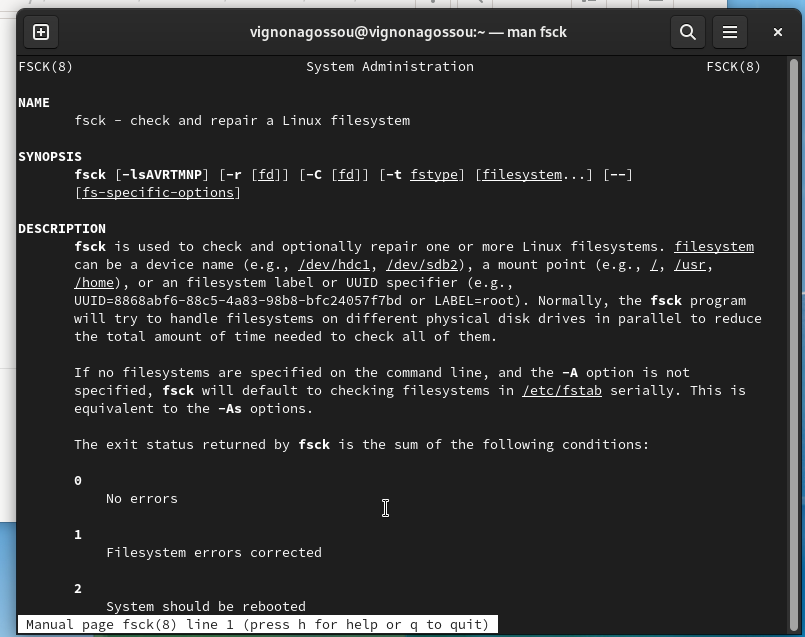 vignonagossou@vignonagossou:~ — man fsck
FSCK(8) System Administration FSCK(8)
NAME
fsck - check and repair a Linux filesystem
SYNOPSIS
fsck [-lsAVRTMNP] [-r [fd]] [-C [fd]] [-t fstype] [filesystem...] [--]
[fs-specific-options]
DESCRIPTION
fsck is used to check and optionally repair one or more Linux filesystems. filesystem
can be a device name (e.g., /dev/hdc1, /dev/sdb2), a mount point (e.g., /, /usr,
/home), or an filesystem label or UUID specifier (e.g.,
UUID=8868abf6-88c5-4a83-98b8-bfc24057f7bd or LABEL=root). Normally, the fsck program
will try to handle filesystems on different physical disk drives in parallel to reduce
the total amount of time needed to check all of them.
If no filesystems are specified on the command line, and the -A option is not
specified, fsck will default to checking filesystems in /etc/fstab serially. This is
equivalent to the -As options.
The exit status returned by fsck is the sum of the following conditions:
0
No errors
1
Filesystem errors corrected
2
System should be rebooted
Manual page fsck(8) line 1 (press h for help or q to quit)